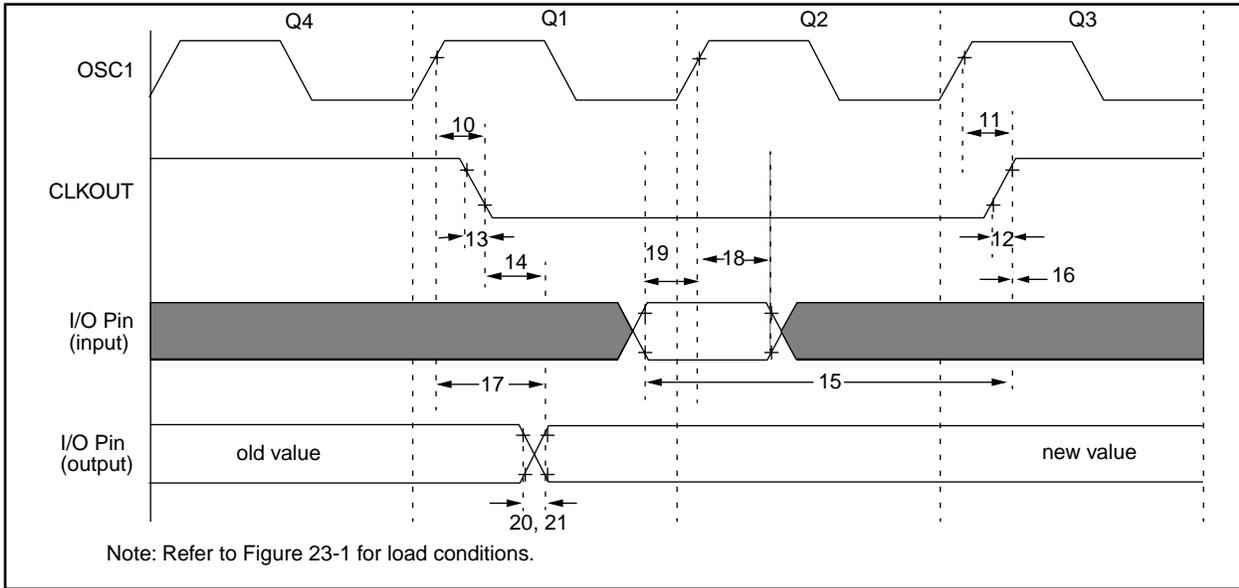 Q4 Q1 Q2 Q3
OSC1
10 11
CLKOUT
13 12
14 19 18 16
I/O Pin
(input)
17 15
I/O Pin
(output)
old value new value
20, 21
Note: Refer to Figure 23-1 for load conditions.